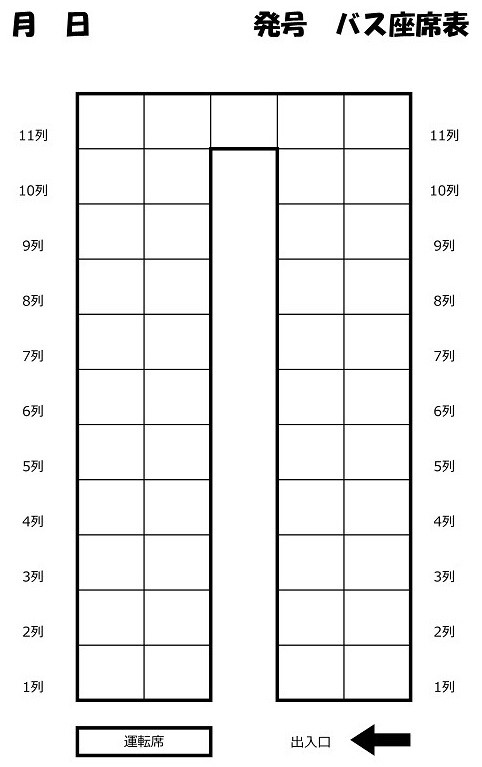 月　日　発号　バス座席表
11列　11列
10列　10列
9列　9列
8列　8列
7列　7列
6列　6列
5列　5列
4列　4列
3列　3列
2列　2列
1列　1列
運転席　出入口